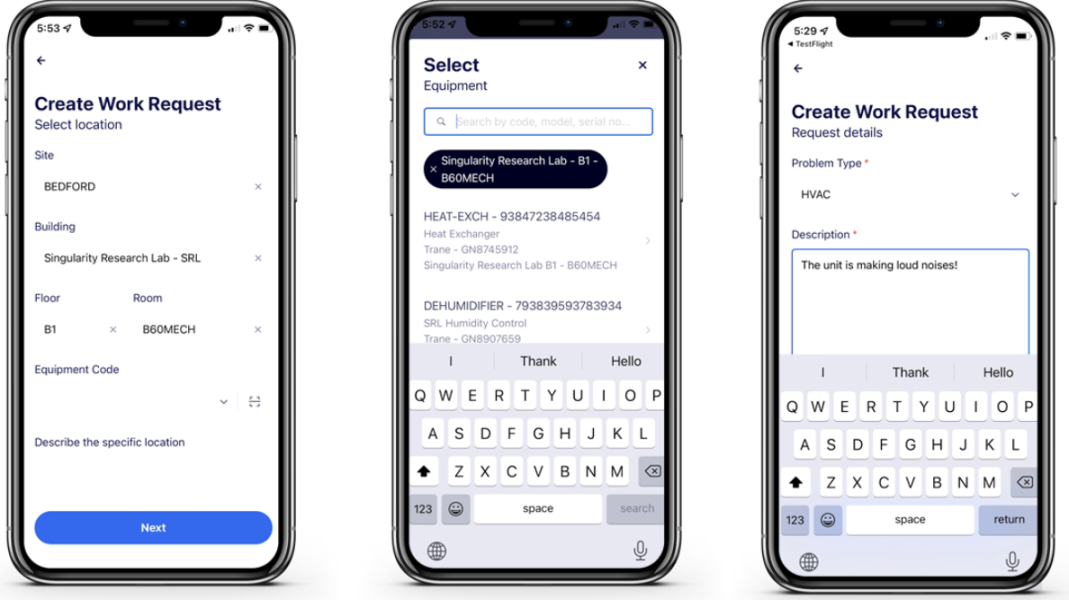 5:53
Create Work Request
Select location
Site
BEDFORD
Building
Singularity Research Lab - SRL
Floor Room
B1 B60MECH
Equipment Code
Describe the specific location
Next
5:52
Select
Equipment
Search by code, model, serial no...
Singularity Research Lab - B1 -
B60MECH
HEAT-EXCH - 93847238485454
Heat Exchanger
Trane - GN8745912
Singularity Research Lab B1 - B60MECH
DEHUMIDIFIER - 793839593783934
SRL Humidity Control
Trane - GN8907659
I Thank Hello
Q W E R T Y U I O P
A S D F G H J K L
Z X C V B N M
123 space search
5:29
TestFlight
Create Work Request
Request details
Problem Type *
HVAC
Description *
The unit is making loud noises!
I Thank Hello
Q W E R T Y U I O P
A S D F G H J K L
Z X C V B N M
123 space return